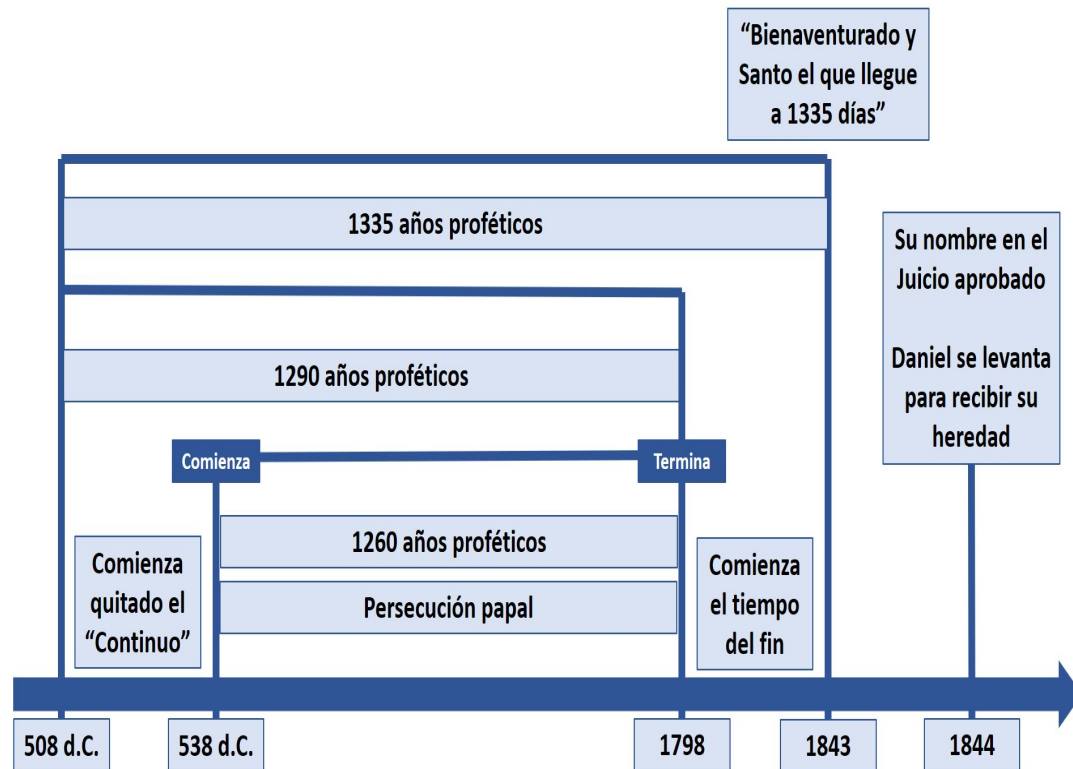 “Bienaventurado y
Santo el que llegue
a 1335 días”
1335 años proféticos
Su nombre en el
Juicio aprobado
Daniel se levanta
para recibir su
heredad
1290 años proféticos
Comienza
Termina
1260 años proféticos
Persecución papal
Comienza
quitado el
“Continuo”
Comienza
el tiempo
del fin
508 d.C.
538 d.C.
1798
1843
1844